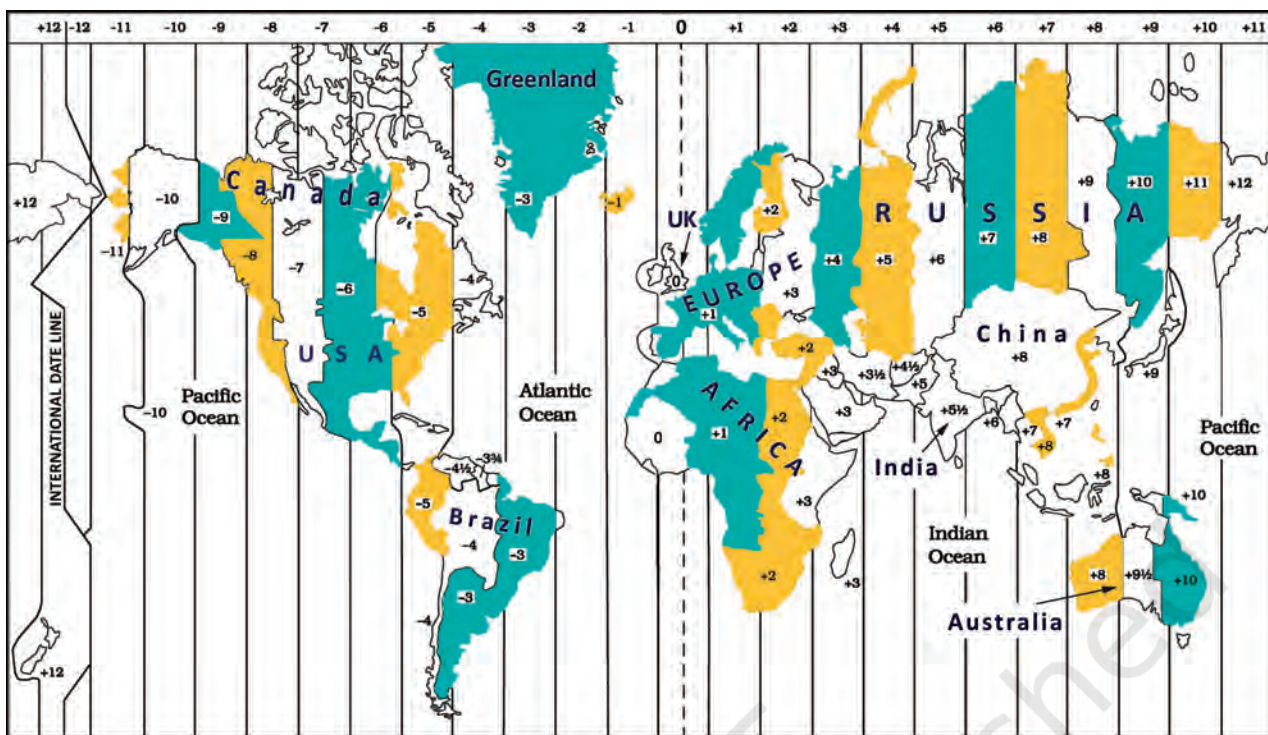 +12 -12 -11 -10 -9 -8 -7 -6 -5 -4 -3 -2 -1 0 +1 +2 +3 +4 +5 +6 +7 +8 +9 +10 +11
Greenland
Canada
RUSSIA
+12
-10
-9
-3
-1
UK
+2
+9
+10
+11
+12
-11
-8
-7
-6
-5
-4
0
EUROPE
+1
+3
+4
+5
+6
+7
+8
USA
China
+8
+2
+3
+3½
+4½
+5
+9
INTERNATIONAL DATE LINE
Pacific
Ocean
-10
Atlantic
Ocean
AFRICA
0
+1
+2
+3
+5½
+6
+7
+8
+7
Pacific
Ocean
India
-4½
-3¾
-5
Brazil
-4
-3
+3
+8
+10
Indian
Ocean
-3
-4
+2
+3
+8
+9½
+10
Australia
+12
shed